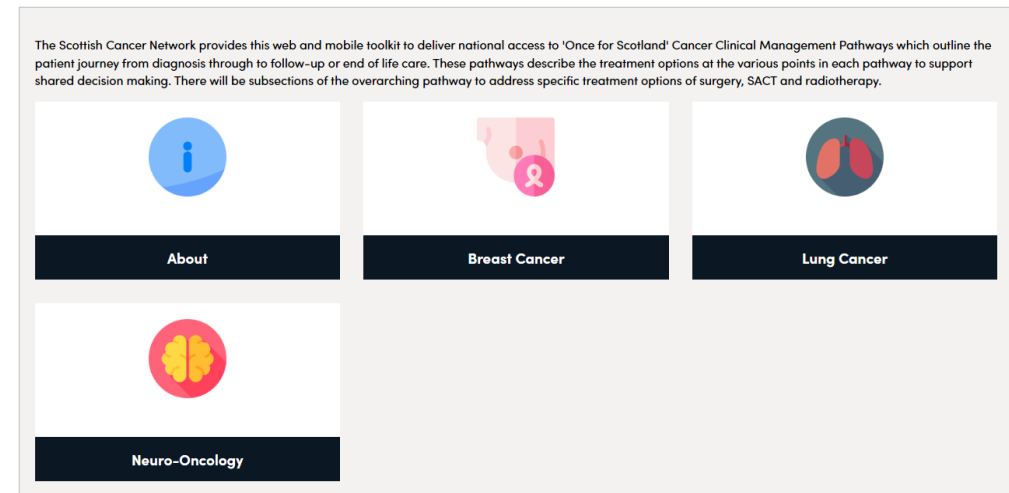 The Scottish Cancer Network provides this web and mobile toolkit to deliver national access to 'Once for Scotland' Cancer Clinical Management Pathways which outline the
patient journey from diagnosis through to follow-up or end of life care. These pathways describe the treatment options at the various points in each pathway to support
shared decision making. There will be subsections of the overarching pathway to address specific treatment options of surgery, SACT and radiotherapy.
About
Breast Cancer
Lung Cancer
Neuro-Oncology